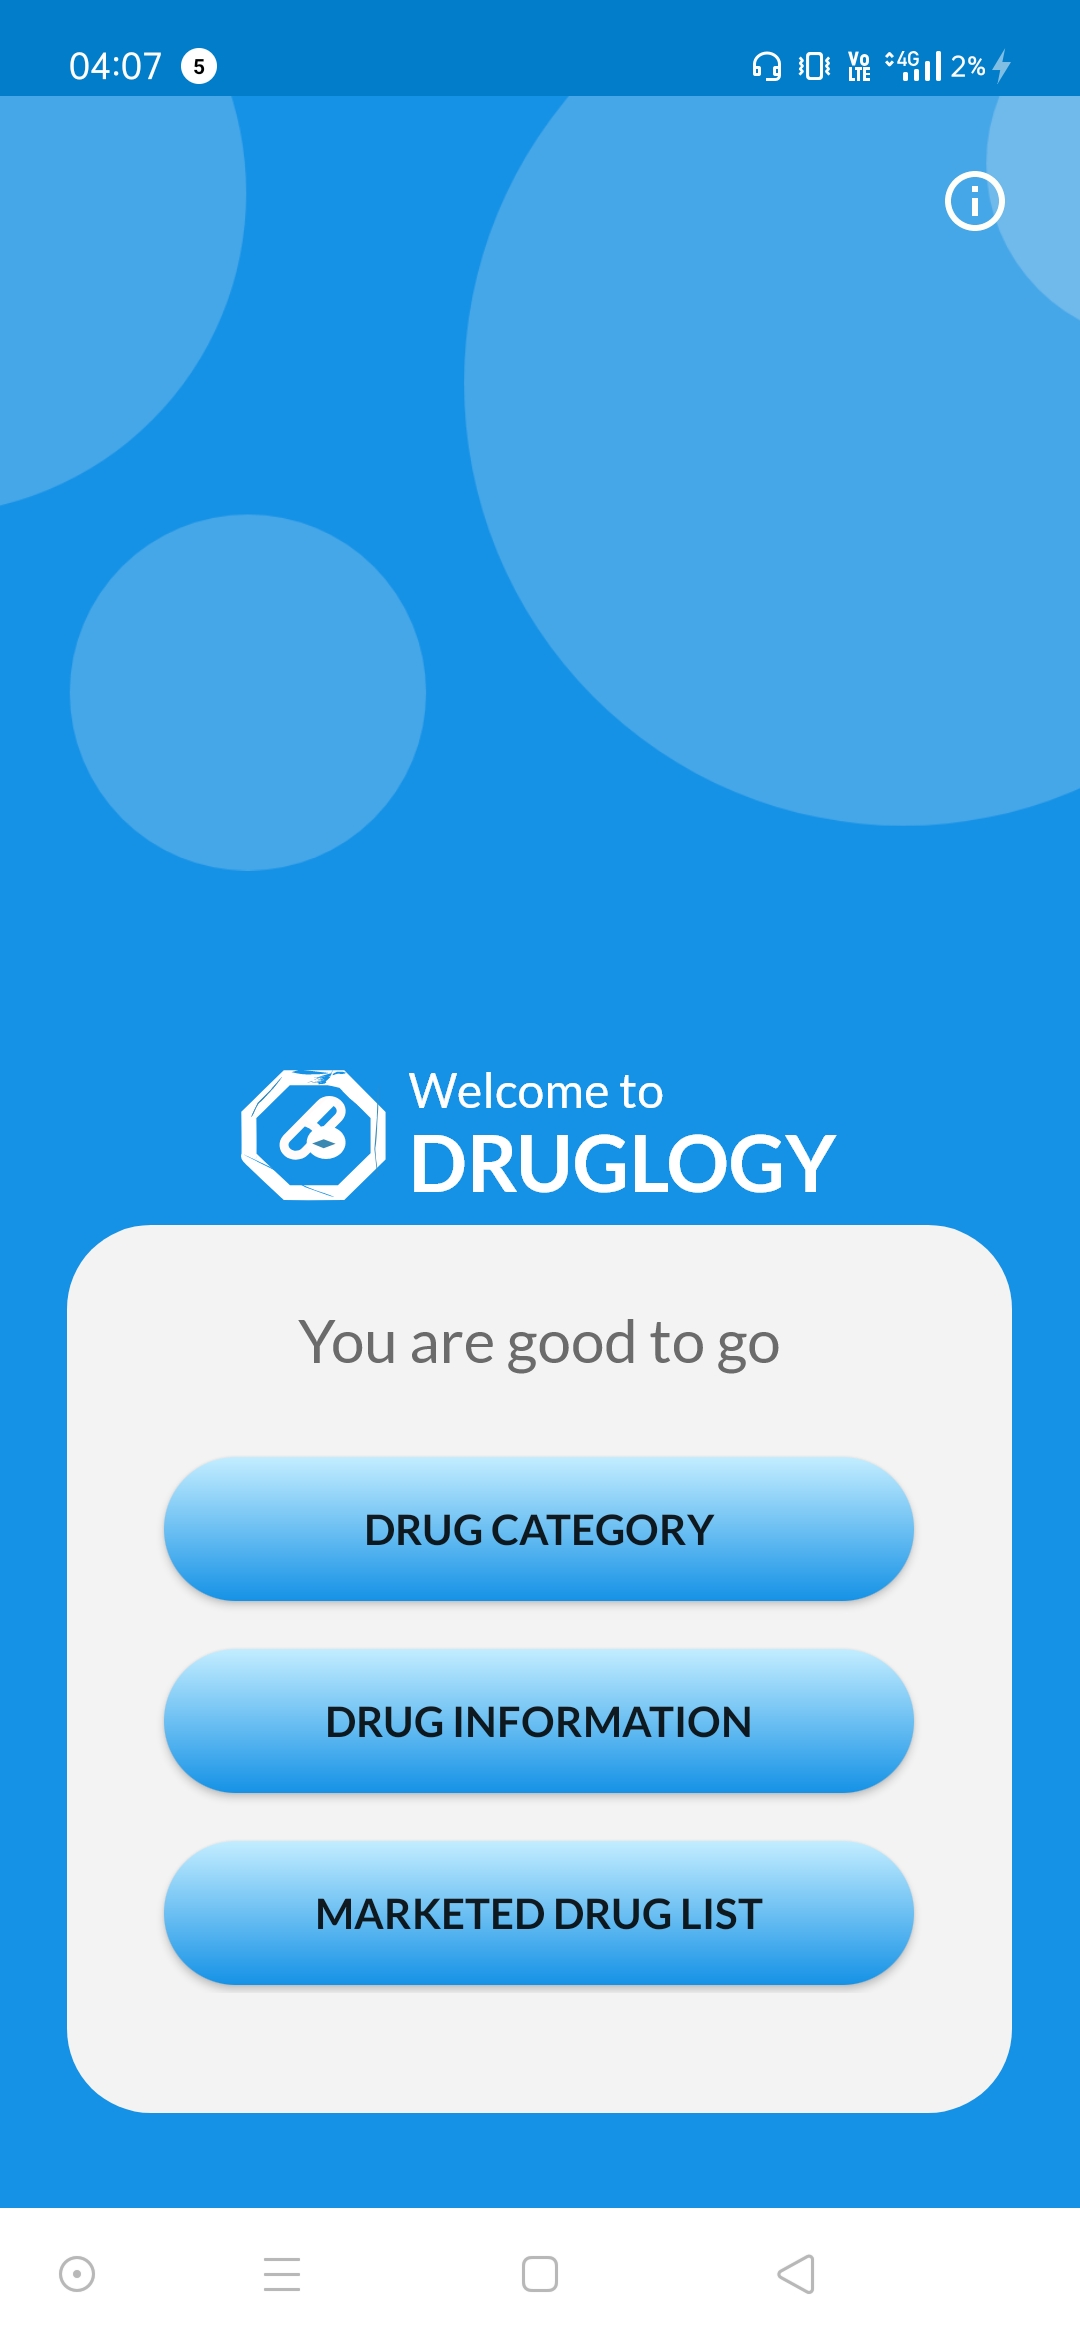 04:07 5 Vo LTE 4G 2%
Welcome to
DRUGLOGY
You are good to go
DRUG CATEGORY
DRUG INFORMATION
MARKETED DRUG LIST